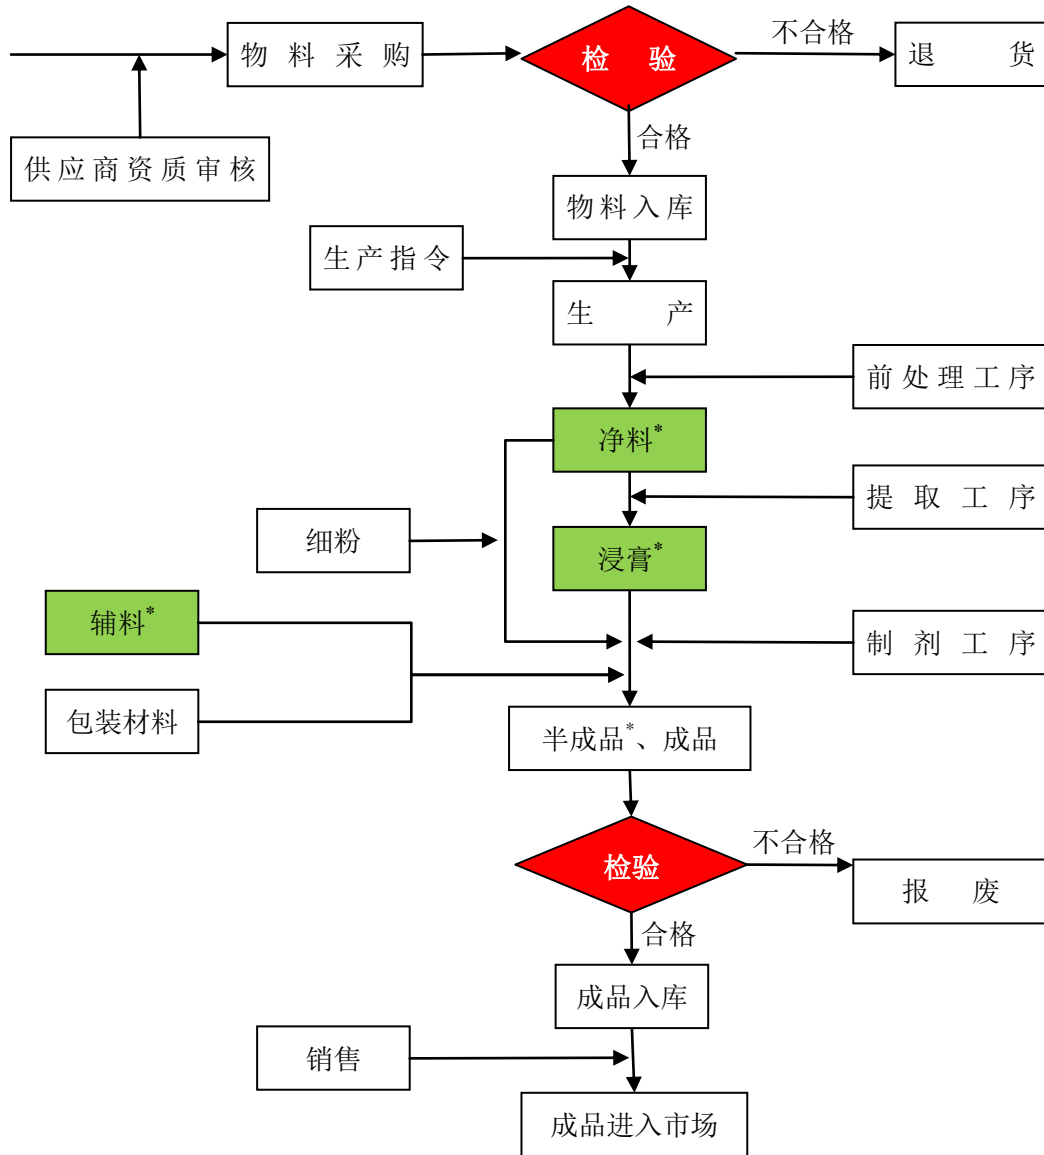 物料采购
检验
不合格
退货
合格
供应商资质审核
物料入库
生产指令
生产
前处理工序
净料*
提取工序
细粉
浸膏*
辅料*
制剂工序
包装材料
半成品*、成品
不合格
检验
报废
合格
成品入库
销售
成品进入市场